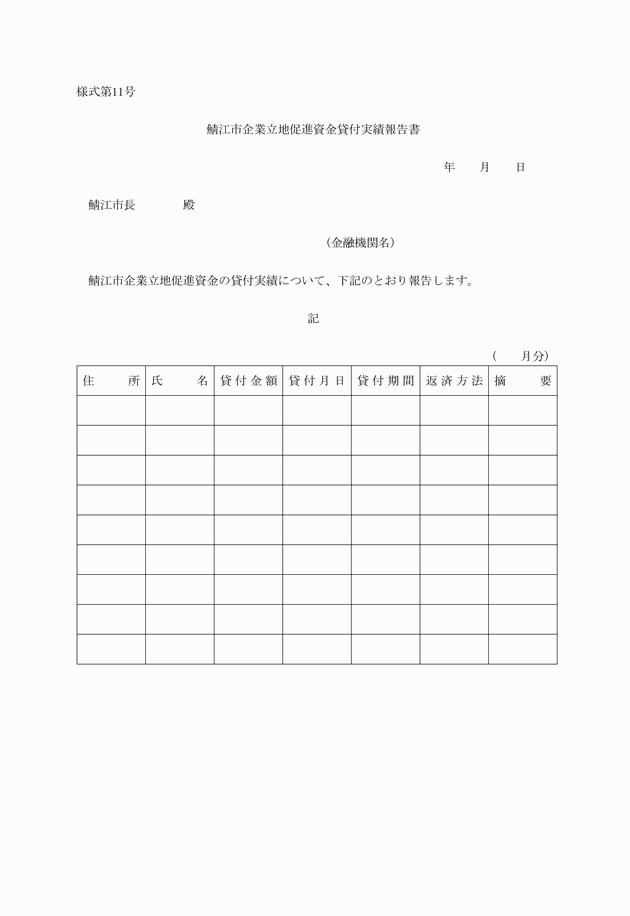 様式第11号
鯖江市企業立地促進資金貸付実績報告書
年　　月　　日
鯖江市長　　　　殿
（金融機関名）
鯖江市企業立地促進資金の貸付実績について、下記のとおり報告します。
記
（　　月分）
住　　所　氏　　名　貸付金額　貸付月日　貸付期間　返済方法　摘　　要